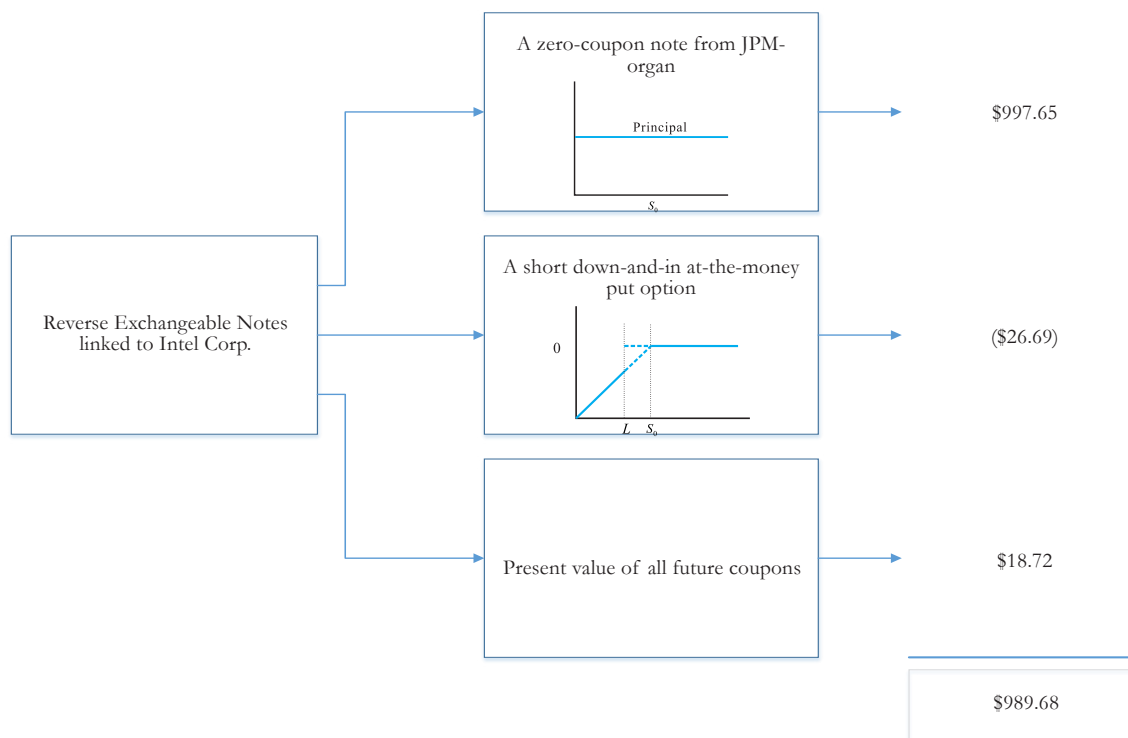 A zero-coupon note from JPM-
organ
Principal
S₀
$997.65
Reverse Exchangeable Notes
linked to Intel Corp.
A short down-and-in at-the-money
put option
0
L S₀
($26.69)
Present value of all future coupons
$18.72
$989.68